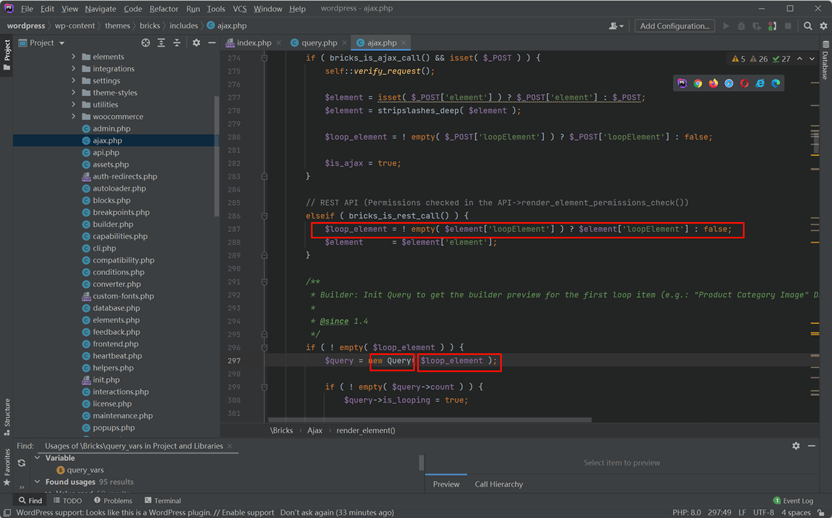 File Edit View Navigate Code Refactor Run Tools VCS Window Help wordpress - ajax.php
wordpress wp-content themes bricks includes ajax.php Add Configuration...
Project
index.php query.php ajax.php
Project
Database
5 26 27
elements
integrations
settings
theme-styles
utilities
woocommerce
admin.php
ajax.php
api.php
assets.php
auth-redirects.php
autoloader.php
blocks.php
breakpoints.php
builder.php
capabilities.php
cli.php
compatibility.php
conditions.php
converter.php
custom-fonts.php
database.php
elements.php
feedback.php
frontend.php
heartbeat.php
helpers.php
init.php
interactions.php
license.php
maintenance.php
popups.php
274 if ( bricks_is_ajax_call() && isset( $_POST ) ) {
275 self::verify_request();
276
277 $element = isset( $_POST['element'] ) ? $_POST['element'] : $_POST;
278 $element = stripslashes_deep( $element );
279
280 $loop_element = ! empty( $_POST['loopElement'] ) ? $_POST['loopElement'] : false;
281
282 $is_ajax = true;
283 }
284
285 // REST API (Permissions checked in the API->render_element_permissions_check())
286 elseif ( bricks_is_rest_call() ) {
287 $loop_element = ! empty( $element['loopElement'] ) ? $element['loopElement'] : false;
288 $element = $element['element'];
289 }
290
291 /**
292 * Builder: Init Query to get the builder preview for the first loop item (e.g.: "Product Category Image" D
293 *
294 * @since 1.4
295 */
296 if ( ! empty( $loop_element ) ) {
297 $query = new Query( $loop_element );
298
299 if ( ! empty( $query->count ) ) {
300 $query->is_looping = true;
301
\Bricks Ajax render_element()
Structure
Favorites
Find: Usages of \Bricks\query_vars in Project and Libraries
Variable
query_vars
Found usages 95 results
Select item to preview
Preview Call Hierarchy
Find TODO Problems Terminal 1 Event Log
WordPress support: Looks like this is a WordPress plugin. // Enable support Don't ask again (33 minutes ago) PHP: 8.0 297:49 LF UTF-8 4 spaces